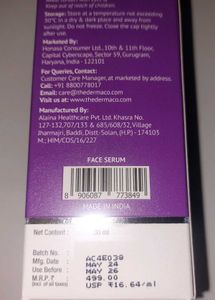 Keep out of reach of children.
Storage: Store at a temperature not exceeding
30°C in a dry & dark place and away from
Sunlight. Do not freeze. Close the cap tightly
after use.
Marketed By:
Honasa Consumer Ltd., 10th & 11th Floor,
Capital Cyberscape, Sector 59, Gurugram,
Haryana, India - 122101
For Queries, Contact:
Customer Care Manager, at marketed by address.
Call: +91 8800778017
Email: care@thedermaco.com
Visit us at: www.thedermaco.com
Manufactured By:
Alaina Healthcare Pvt. Ltd. Khasra No.
127-132,707/133 & 685/608/32, Village
Jharmajri, Baddi, Distt.-Solan, (H.P.) - 174103
M.: HIM/COS/16/227
FACE SERUM
8 906087 773849
MADE IN INDIA
Net Content
Batch No. AC4E038
Mfg. Date MAY 24
Use Before MAY 26
M.R.P. ₹ 499.00
(Incl. of all taxes) USP ₹16.64/ml